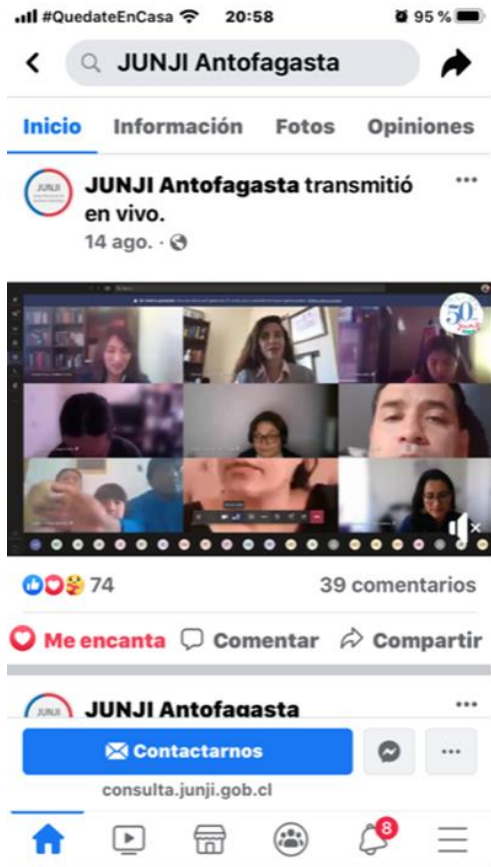 #QuedateEnCasa 20:58 95 %
JUNJI Antofagasta
Inicio Información Fotos Opiniones
JUNJI
JUNJI Antofagasta transmitió
en vivo.
14 ago. ·
50
74 39 comentarios
Me encanta Comentar Compartir
JUNJI
JUNJI Antofagasta
Contactarnos
consulta.junji.gob.cl
8